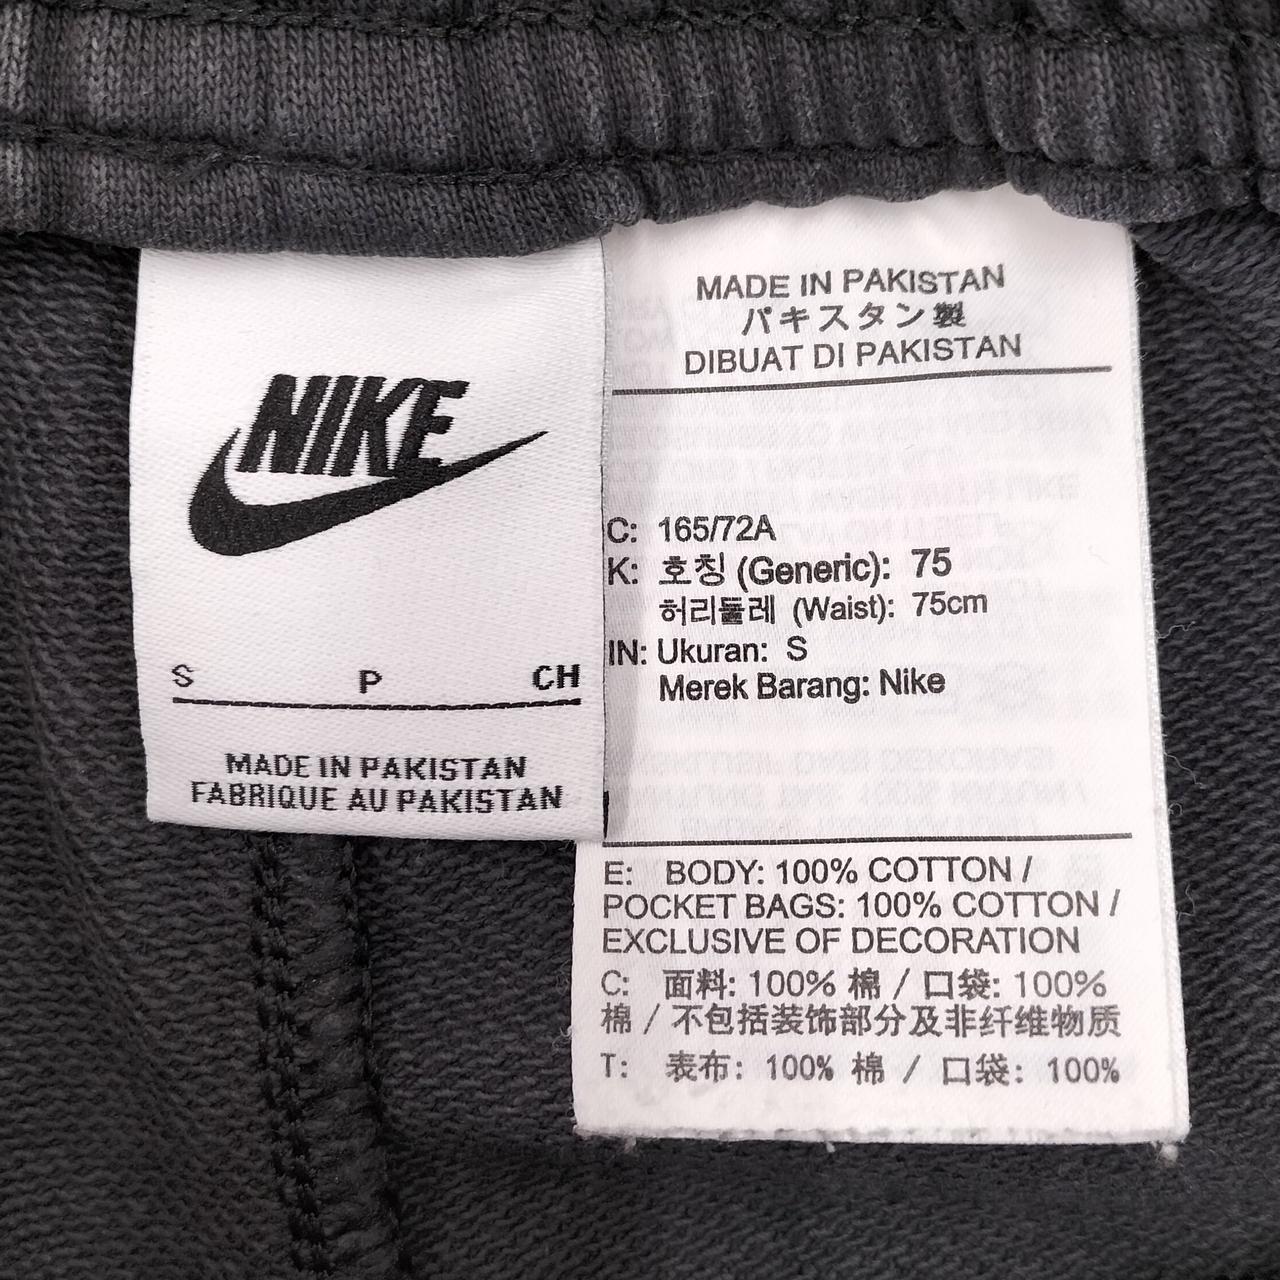 NIKE
S P CH
MADE IN PAKISTAN
FABRIQUE AU PAKISTAN
MADE IN PAKISTAN
パキスタン製
DIBUAT DI PAKISTAN
C: 165/72A
K: 호칭 (Generic): 75
허리둘레 (Waist): 75cm
IN: Ukuran: S
Merek Barang: Nike
E: BODY: 100% COTTON /
POCKET BAGS: 100% COTTON /
EXCLUSIVE OF DECORATION
C: 面料: 100% 棉 / 口袋: 100%
棉 / 不包括装饰部分及非纤维物质
T: 表布: 100% 棉 / 口袋: 100%